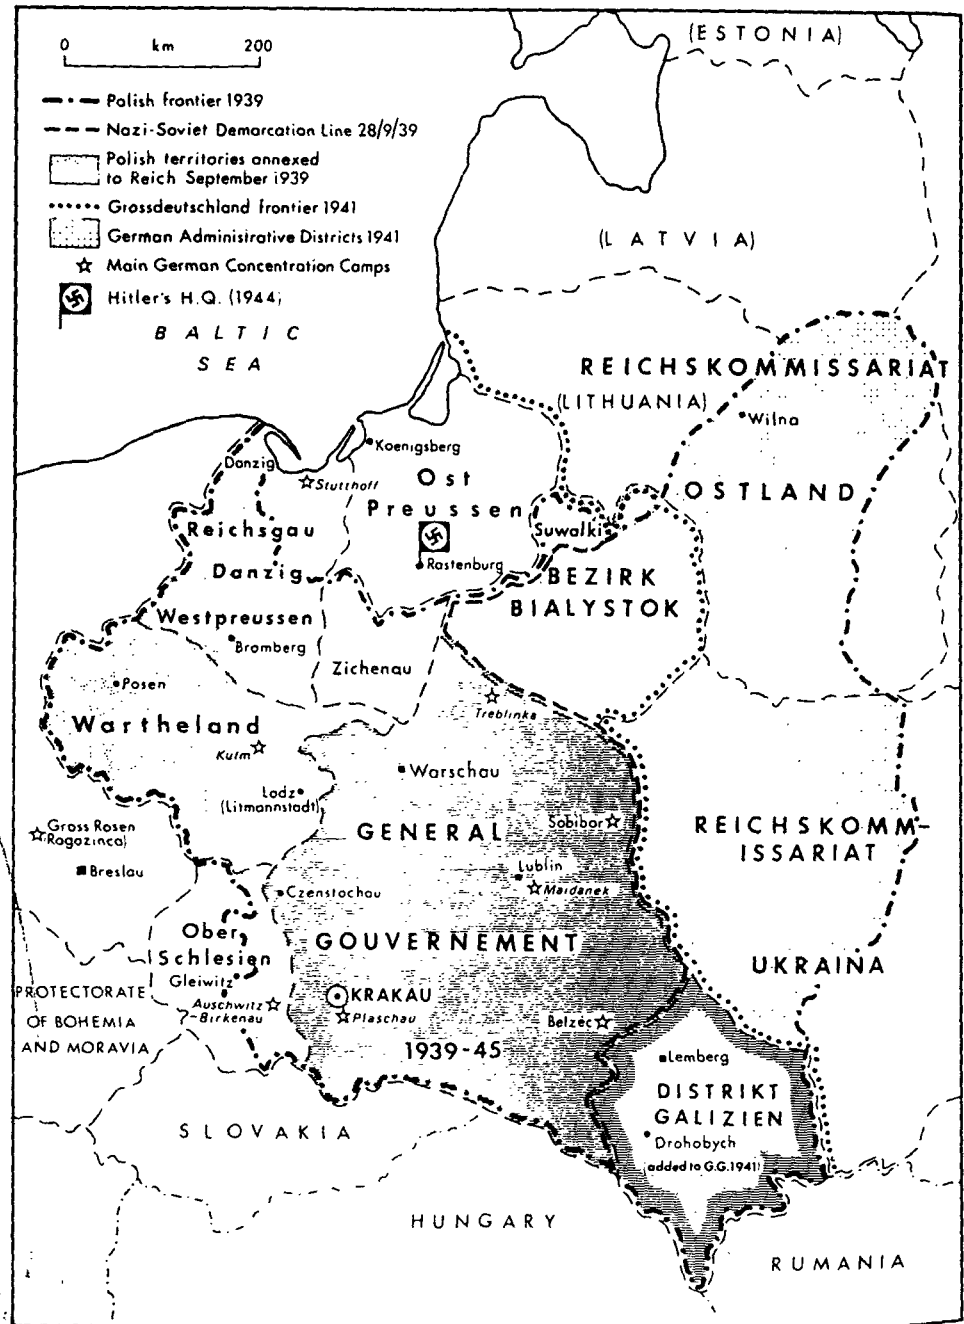 (ESTONIA)
0 km 200
Polish frontier 1939
Nazi-Soviet Demarcation Line 28/9/39
Polish territories annexed
to Reich September 1939
Grossdeutschland frontier 1941
German Administrative Districts 1941
Main German Concentration Camps
Hitler's H.Q. (1944)
(LATVIA)
BALTIC
SEA
REICHSKOMMISSARIAT
(LITHUANIA)
Wilna
Koenigsberg
Danzig
Stutthoff
Ost
Preussen
OSTLAND
Reichsgau
Suwalki
Rastenburg
Danzig
BEZIRK
BIALYSTOK
Westpreussen
Bromberg
Zichenau
Posen
Treblinka
Wartheland
Kulm
Warschau
Lodz
(Litmannstadt)
GENERAL
Sobibor
REICHSKOMM-
ISSARIAT
Gross Rosen
(Rogozinca)
Breslau
Lublin
Maidanek
Czenstochau
Ober
Schlesien
GOUVERNEMENT
UKRAINA
Gleiwitz
PROTECTORATE
OF BOHEMIA
AND MORAVIA
Auschwitz
-Birkenau
KRAKAU
Plaschau
Belzéc
1939-45
Lemberg
DISTRIKT
GALIZIEN
Drohobych
(added to G.G.1941)
SLOVAKIA
HUNGARY
RUMANIA